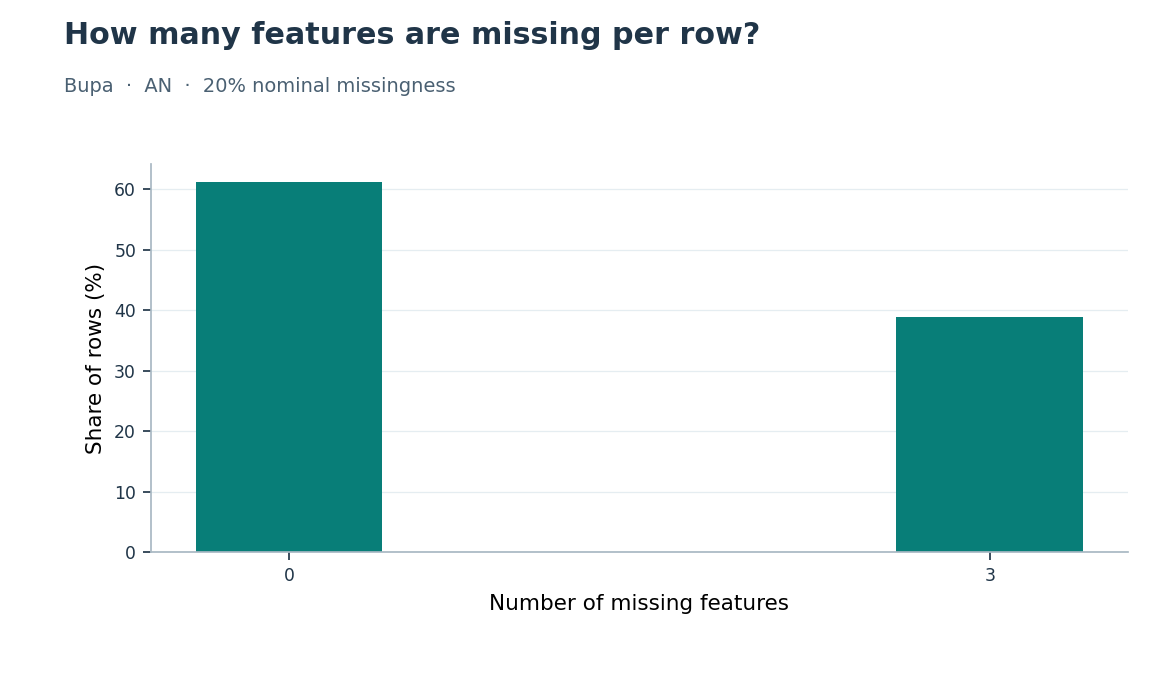 How many features are missing per row?
Bupa · AN · 20% nominal missingness
60
50
40
30
20
10
0
Share of rows (%)
0 3
Number of missing features